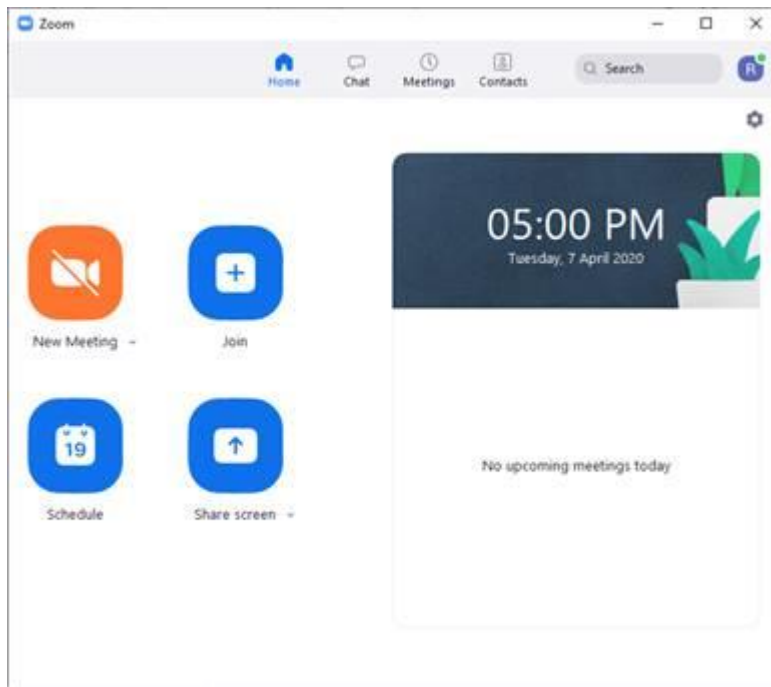 Zoom
Home
Chat
Meetings
Contacts
Search
R
05:00 PM
Tuesday, 7 April 2020
New Meeting
Join
19
Schedule
Share screen
No upcoming meetings today